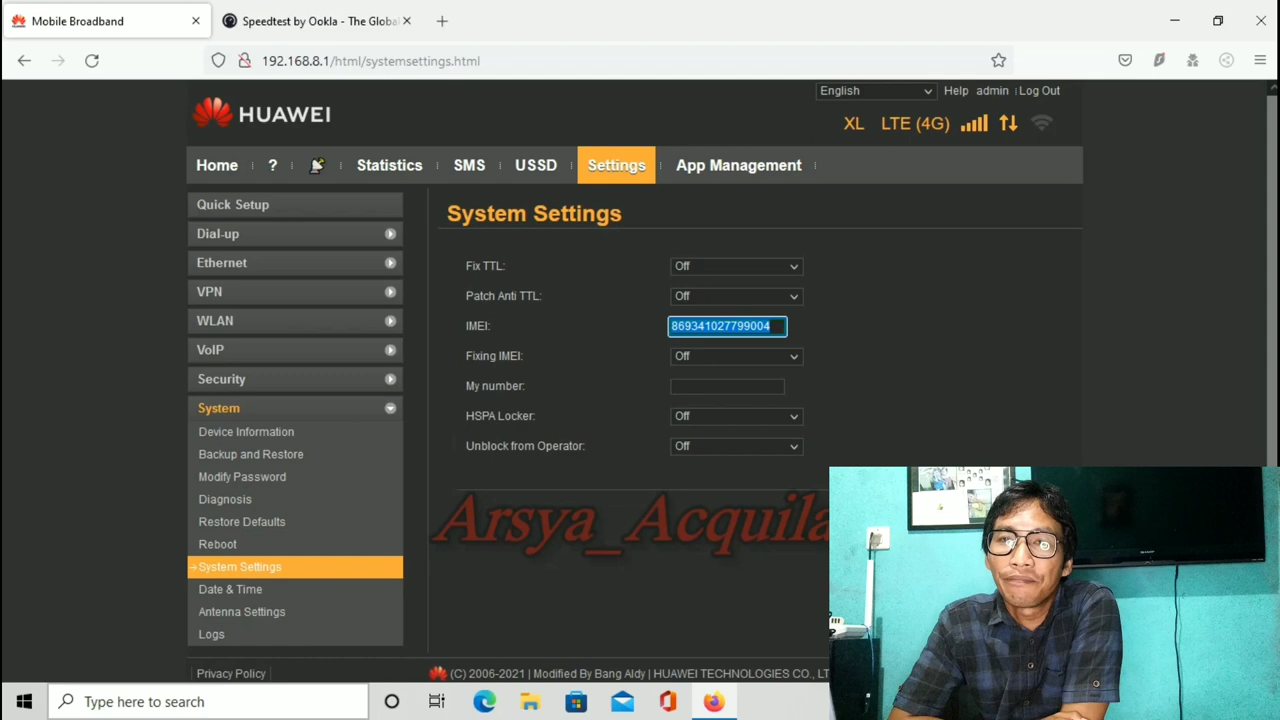 Mobile Broadband
Speedtest by Ookla - The Global
192.168.8.1/html/systemsettings.html
HUAWEI
English
Help admin Log Out
XL LTE (4G)
Home ? Statistics SMS USSD Settings App Management
Quick Setup
Dial-up
Ethernet
VPN
WLAN
VoIP
Security
System
Device Information
Backup and Restore
Modify Password
Diagnosis
Restore Defaults
Reboot
System Settings
Date & Time
Antenna Settings
Logs
System Settings
Fix TTL: Off
Patch Anti TTL: Off
IMEI: 869341027799004
Fixing IMEI: Off
My number:
HSPA Locker: Off
Unblock from Operator: Off
Arsya_Acquila
Privacy Policy
(C) 2006-2021 | Modified By Bang Aldy | HUAWEI TECHNOLOGIES CO., LT
Type here to search